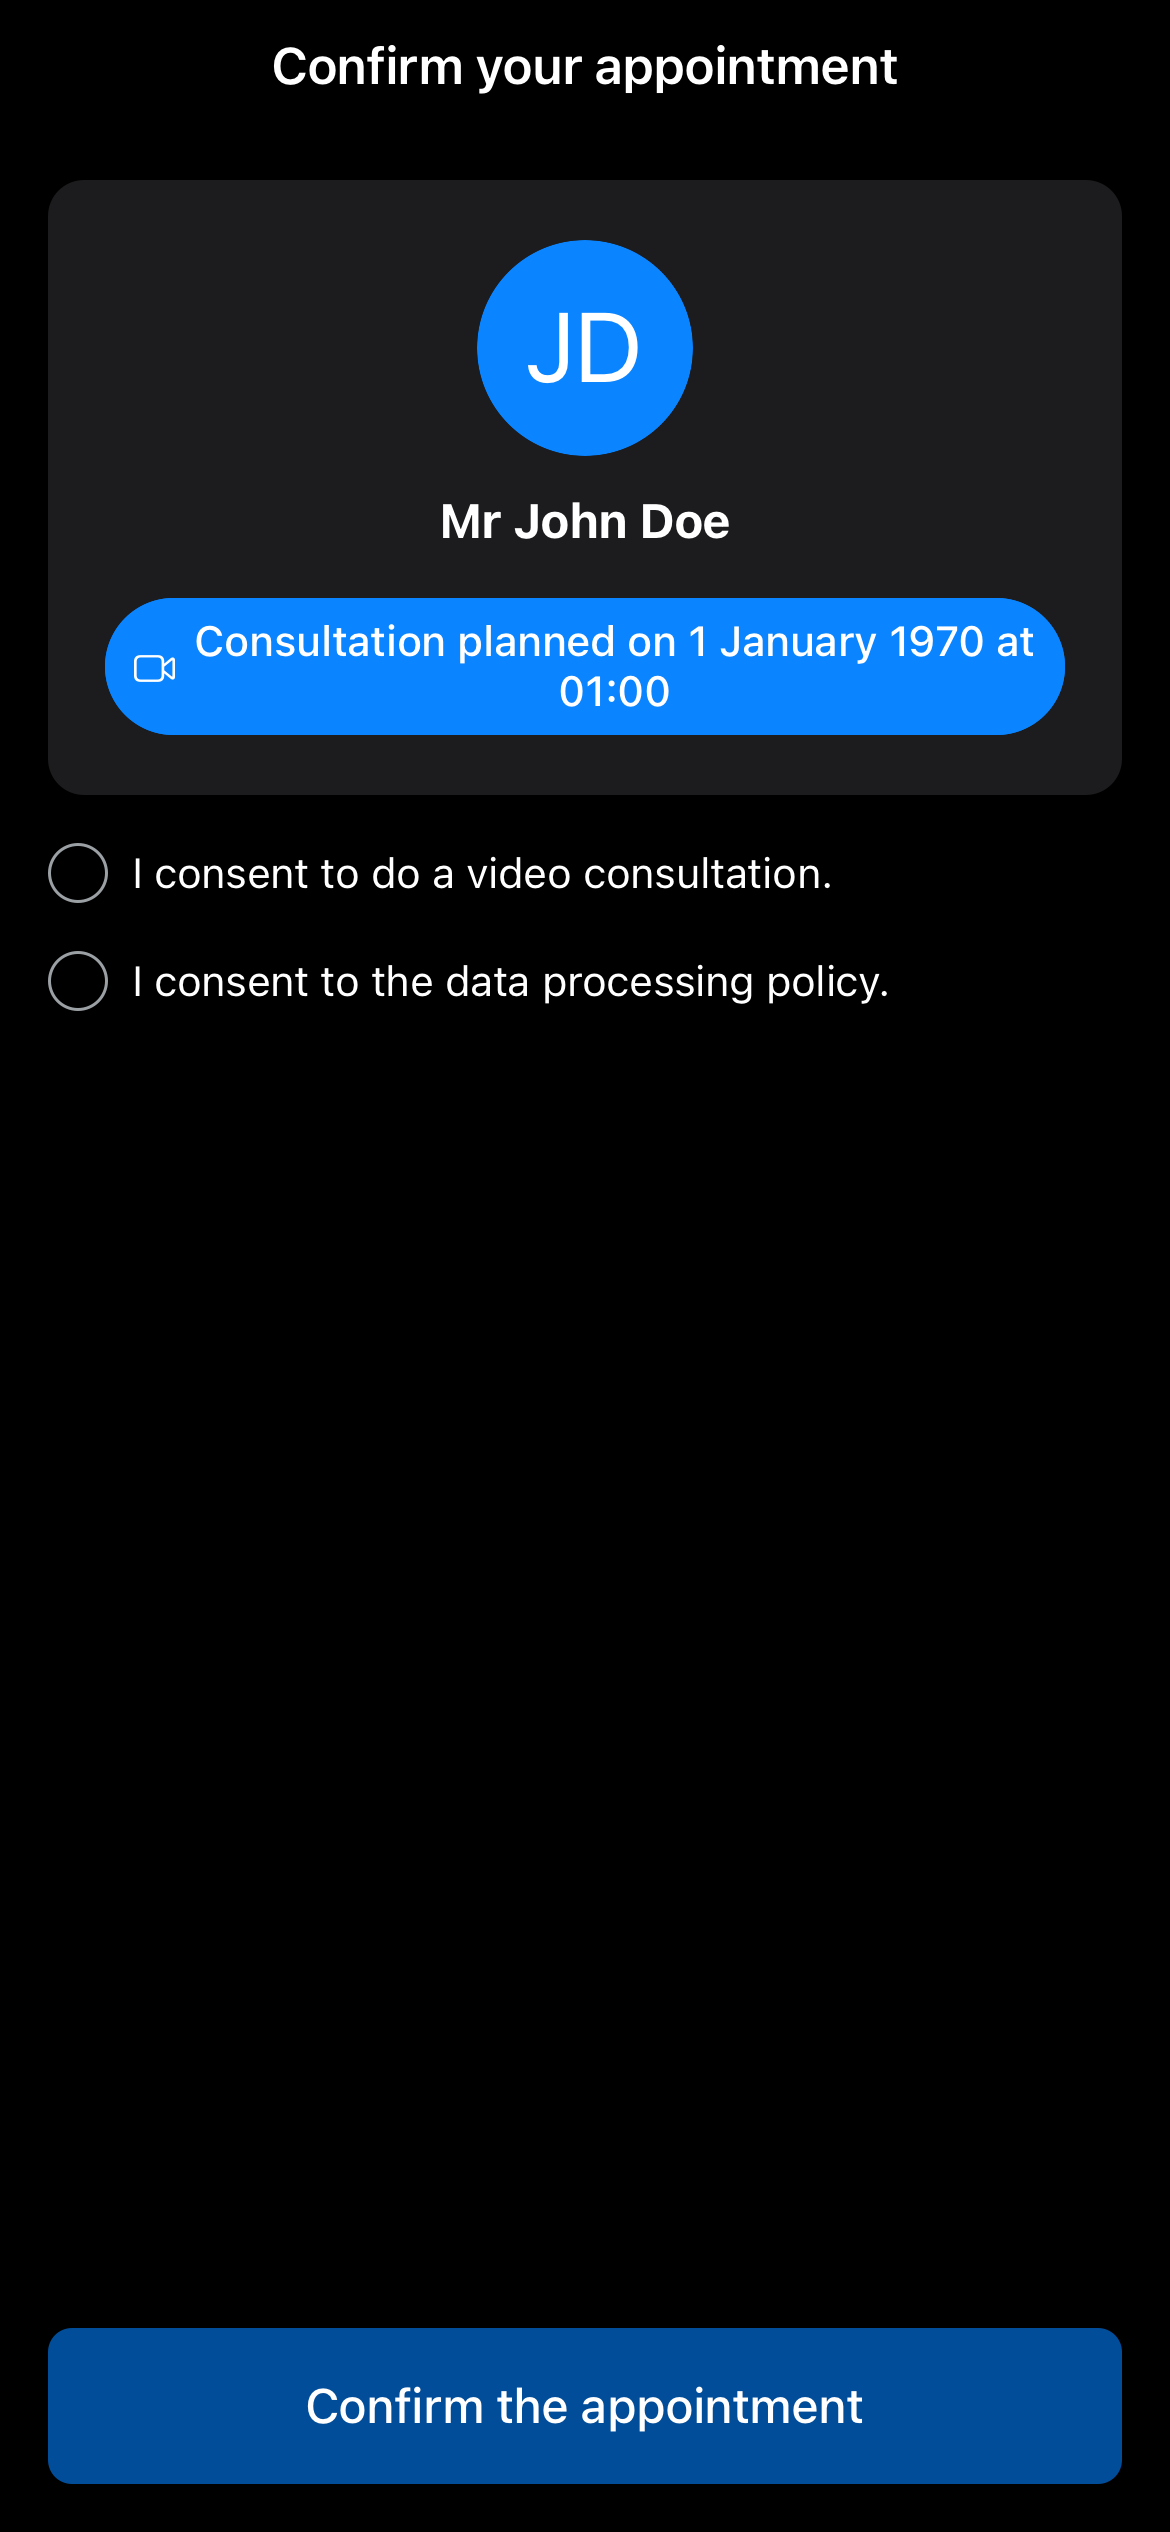 Confirm your appointment
JD
Mr John Doe
Consultation planned on 1 January 1970 at
01:00
I consent to do a video consultation.
I consent to the data processing policy.
Confirm the appointment